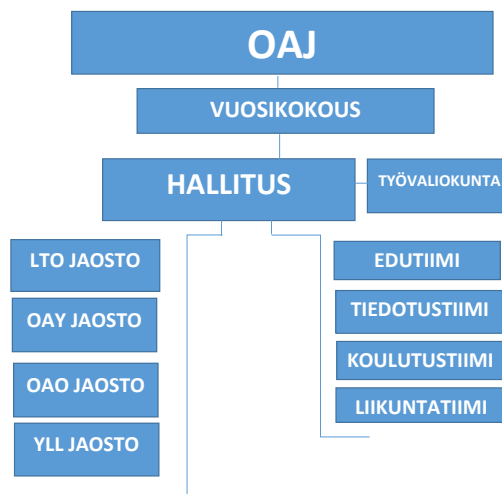 OAJ
VUOSIKOKOUS
HALLITUS
TYÖVALIOKUNTA
LTO JAOSTO
OAY JAOSTO
OAO JAOSTO
YLL JAOSTO
EDUTIIMI
TIEDOTUSTIIMI
KOULUTUSTIIMI
LIIKUNTATIIMI